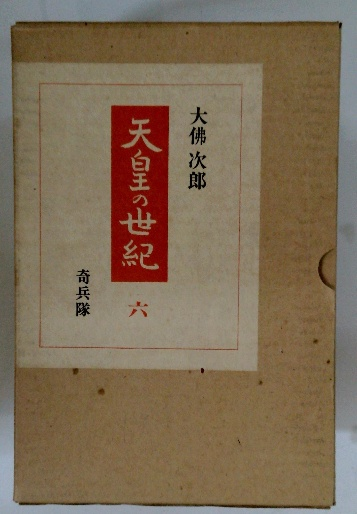 大佛次郎
天皇の世紀
六
奇兵隊